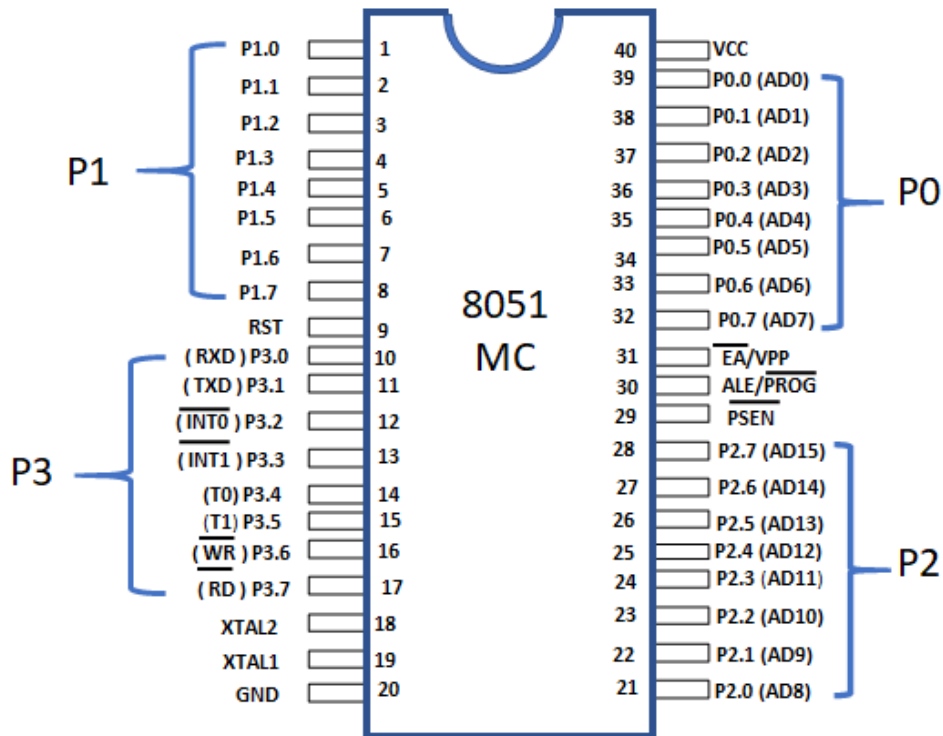 P1.0 1 40 VCC
P1.1 2 39 P0.0 (AD0)
P1.2 3 38 P0.1 (AD1)
P1.3 4 37 P0.2 (AD2)
P1 P1.4 5 36 P0.3 (AD3) P0
P1.5 6 35 P0.4 (AD4)
P1.6 7 34 P0.5 (AD5)
P1.7 8 33 P0.6 (AD6)
8051
MC
RST 9 32 P0.7 (AD7)
(RXD) P3.0 10 31 E̅A̅/VPP
(TXD) P3.1 11 30 ALE/P̅R̅O̅G̅
(I̅N̅T̅0̅) P3.2 12 29 P̅S̅E̅N̅
P3 (I̅N̅T̅1̅) P3.3 13 28 P2.7 (AD15)
(T0) P3.4 14 27 P2.6 (AD14)
(T1) P3.5 15 26 P2.5 (AD13)
(W̅R̅) P3.6 16 25 P2.4 (AD12) P2
(R̅D̅) P3.7 17 24 P2.3 (AD11)
XTAL2 18 23 P2.2 (AD10)
XTAL1 19 22 P2.1 (AD9)
GND 20 21 P2.0 (AD8)